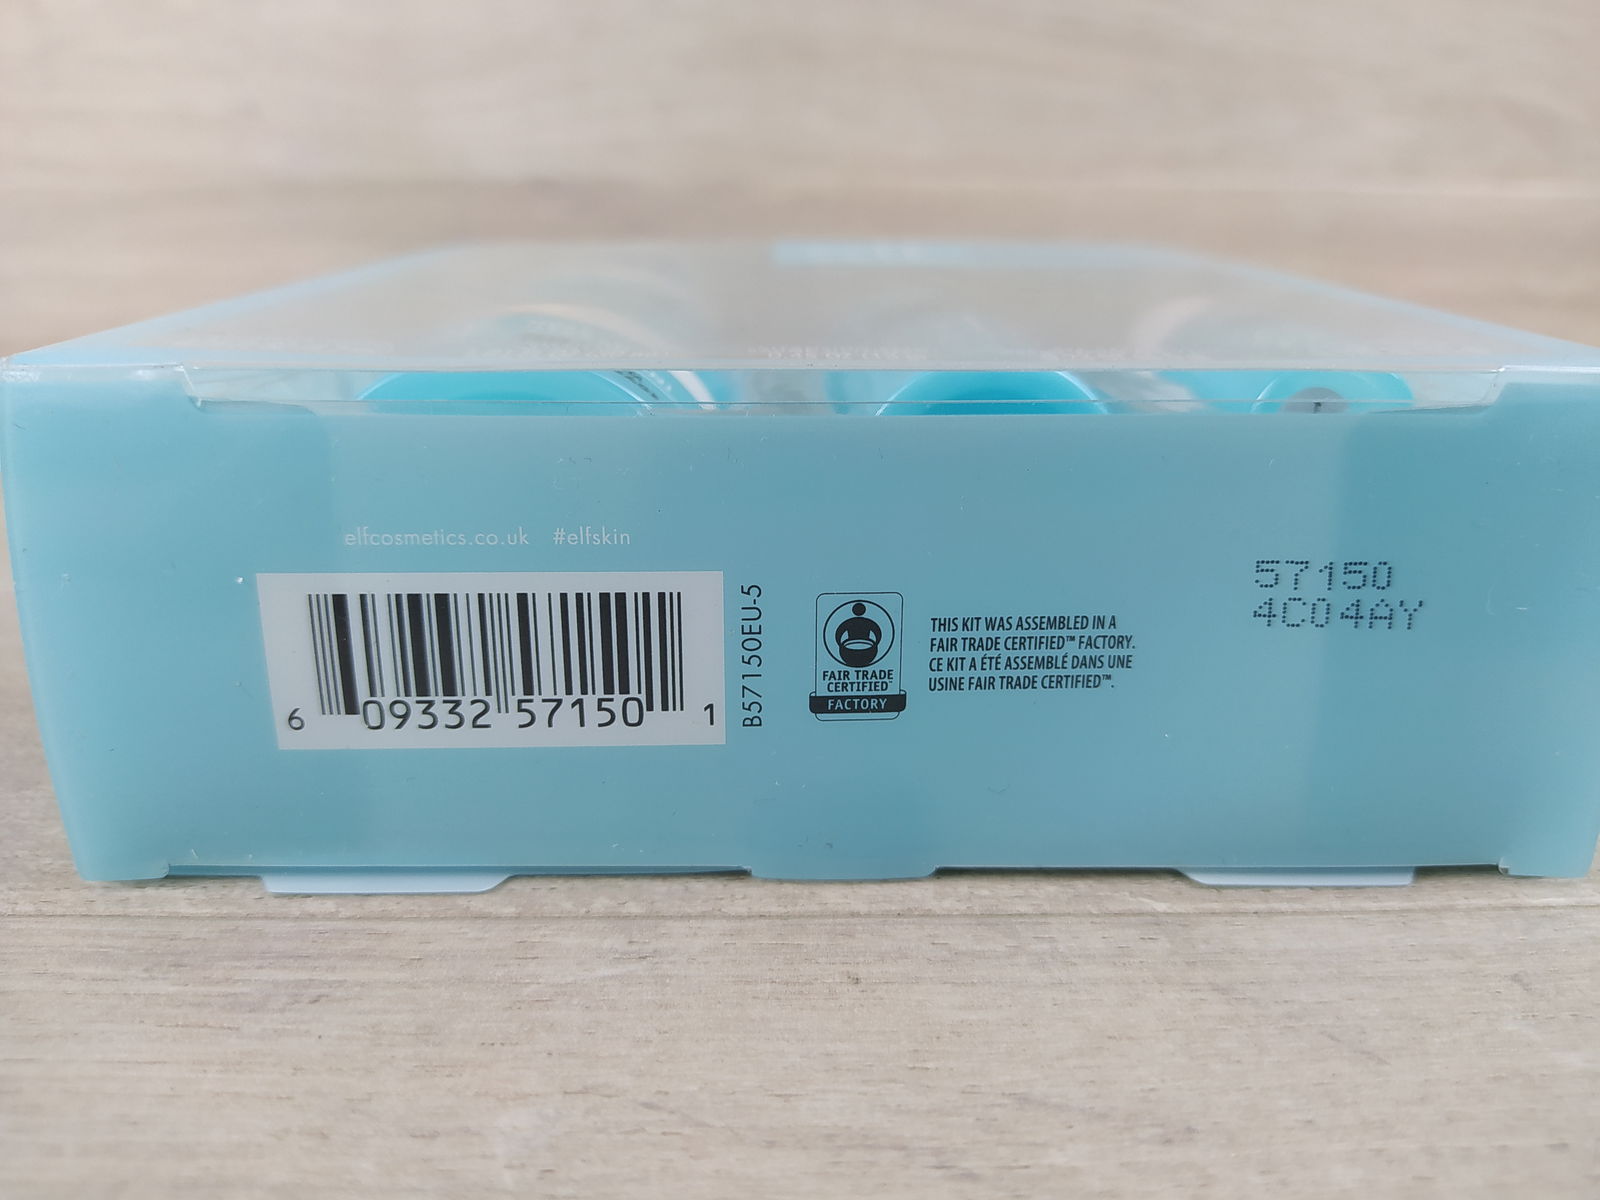 elfcosmetics.co.uk #elfskin
6 09332 57150 1
B57150EU-5
FAIR TRADE
CERTIFIED™
FACTORY
THIS KIT WAS ASSEMBLED IN A
FAIR TRADE CERTIFIED™ FACTORY.
CE KIT A ÉTÉ ASSEMBLÉ DANS UNE
USINE FAIR TRADE CERTIFIED™.
57150
4C04AY